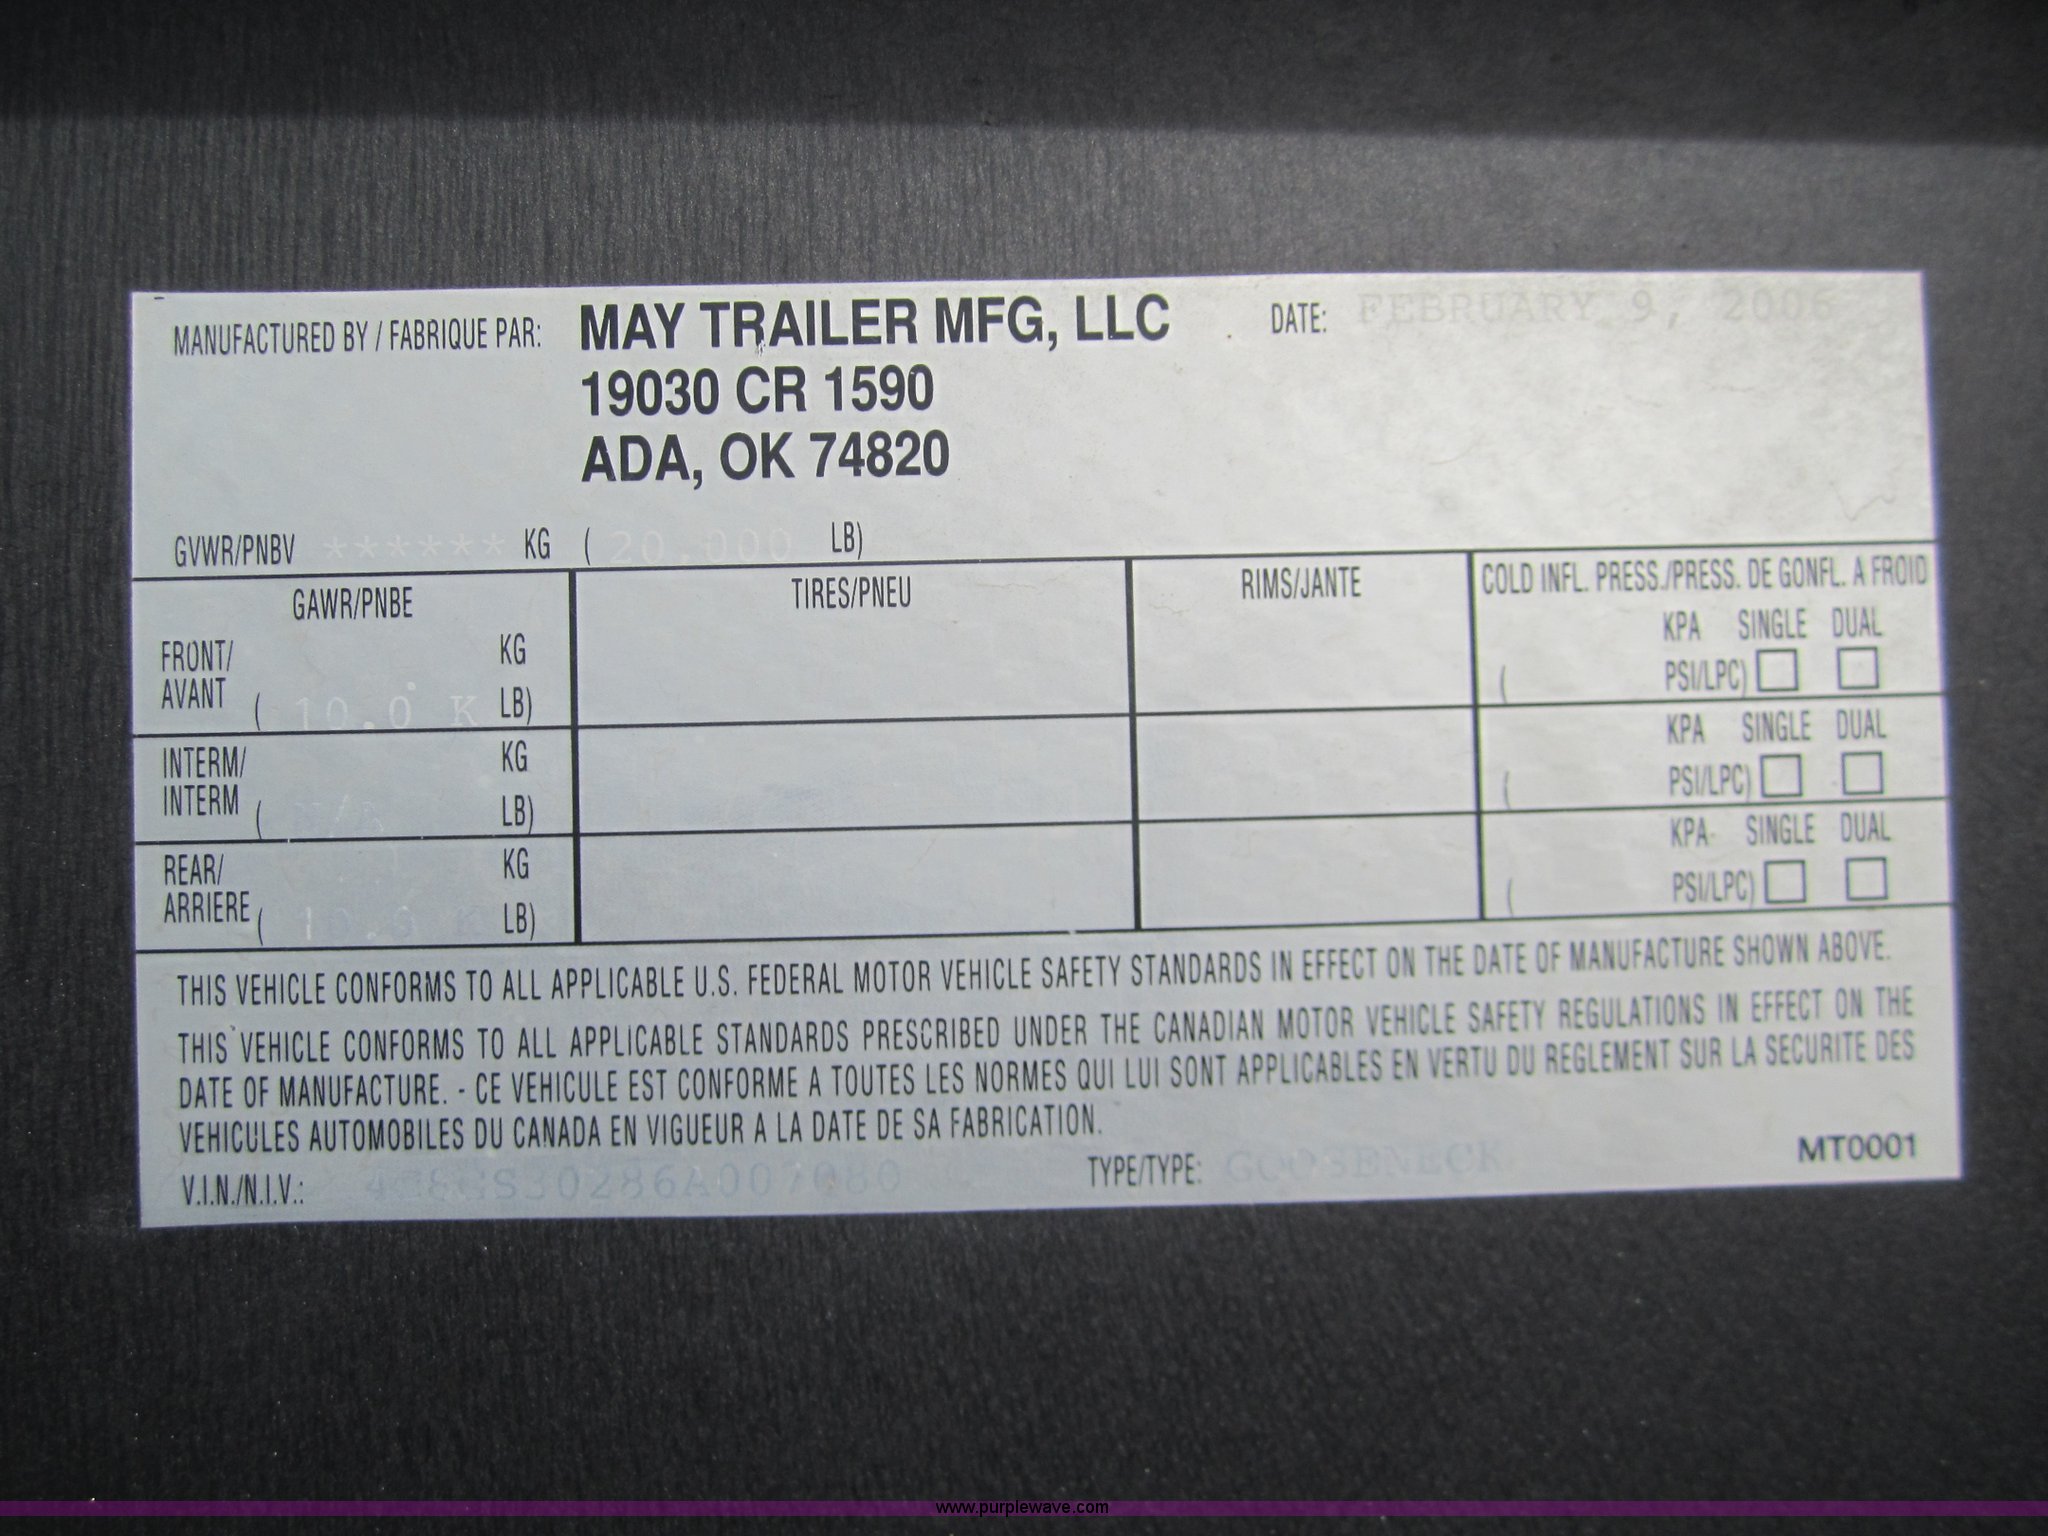 MANUFACTURED BY / FABRIQUE PAR: MAY TRAILER MFG, LLC DATE: FEBRUARY 9, 2006
19030 CR 1590
ADA, OK 74820
GVWR/PNBV ****** KG ( 20,000 LB)
GAWR/PNBE TIRES/PNEU RIMS/JANTE COLD INFL. PRESS./PRESS. DE GONFL. A FROID
FRONT/ KG KPA SINGLE DUAL
AVANT ( 10.0 K LB) ( PSI/LPC)
INTERM/ KG KPA SINGLE DUAL
INTERM ( N/A LB) ( PSI/LPC)
REAR/ KG KPA SINGLE DUAL
ARRIERE ( 10.0 K LB) ( PSI/LPC)
THIS VEHICLE CONFORMS TO ALL APPLICABLE U.S. FEDERAL MOTOR VEHICLE SAFETY STANDARDS IN EFFECT ON THE DATE OF MANUFACTURE SHOWN ABOVE.
THIS VEHICLE CONFORMS TO ALL APPLICABLE STANDARDS PRESCRIBED UNDER THE CANADIAN MOTOR VEHICLE SAFETY REGULATIONS IN EFFECT ON THE
DATE OF MANUFACTURE. - CE VEHICULE EST CONFORME A TOUTES LES NORMES QUI LUI SONT APPLICABLES EN VERTU DU REGLEMENT SUR LA SECURITE DES
VEHICULES AUTOMOBILES DU CANADA EN VIGUEUR A LA DATE DE SA FABRICATION.
V.I.N./N.I.V.: TYPE/TYPE: GOOSENECK MT0001
www.purplewave.com